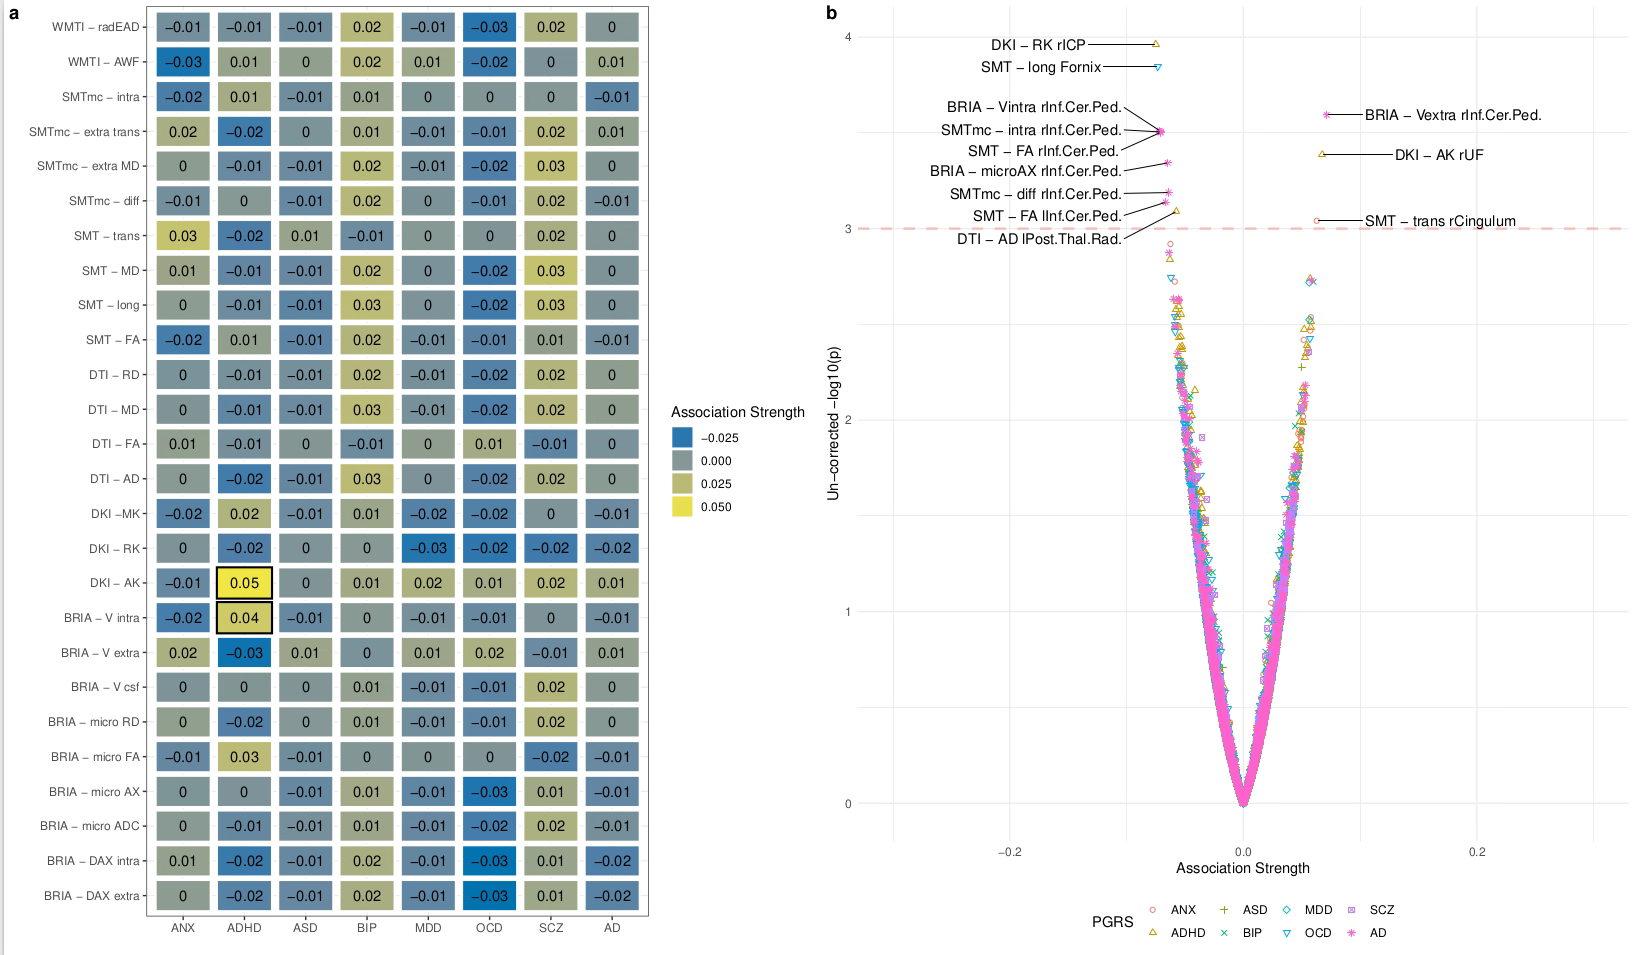 a
WMTI − radEAD −0.01 −0.01 −0.01 0.02 −0.01 −0.03 0.02 0
WMTI − AWF −0.03 0.01 0 0.02 0.01 −0.02 0 0.01
SMTmc − intra −0.02 0.01 −0.01 0.01 0 0 0 −0.01
SMTmc − extra trans 0.02 −0.02 0 0.01 −0.01 −0.01 0.02 0.01
SMTmc − extra MD 0 −0.01 −0.01 0.02 −0.01 −0.02 0.03 0
SMTmc − diff −0.01 0 −0.01 0.02 0 −0.01 0.02 −0.01
SMT − trans 0.03 −0.02 0.01 −0.01 0 0 0.02 0
SMT − MD 0.01 −0.01 −0.01 0.02 0 −0.02 0.03 0
SMT − long 0 −0.01 −0.01 0.03 0 −0.02 0.03 0
SMT − FA −0.02 0.01 −0.01 0.02 −0.01 −0.01 0.01 −0.01
DTI − RD 0 −0.01 −0.01 0.02 −0.01 −0.02 0.02 0
DTI − MD 0 −0.01 −0.01 0.03 −0.01 −0.02 0.02 0
DTI − FA 0.01 −0.01 0 −0.01 0 0.01 −0.01 0
DTI − AD 0 −0.02 −0.01 0.03 0 −0.02 0.02 0
DKI −MK −0.02 0.02 −0.01 0.01 −0.02 −0.02 0 −0.01
DKI − RK 0 −0.02 0 0 −0.03 −0.02 −0.02 −0.02
DKI − AK −0.01 0.05 0 0.01 0.02 0.01 0.02 0.01
BRIA − V intra −0.02 0.04 −0.01 0 −0.01 −0.01 0 −0.01
BRIA − V extra 0.02 −0.03 0.01 0 0.01 0.02 −0.01 0.01
BRIA − V csf 0 0 0 0.01 −0.01 −0.01 0.02 0
BRIA − micro RD 0 −0.02 0 0.01 −0.01 −0.01 0.02 0
BRIA − micro FA −0.01 0.03 −0.01 0 0 0 −0.02 −0.01
BRIA − micro AX 0 0 −0.01 0.01 −0.01 −0.03 0.01 −0.01
BRIA − micro ADC 0 −0.01 −0.01 0.01 −0.01 −0.02 0.02 −0.01
BRIA − DAX intra 0.01 −0.02 −0.01 0.02 −0.01 −0.03 0.01 −0.02
BRIA − DAX extra 0 −0.02 −0.01 0.02 −0.01 −0.03 0.01 −0.02
ANX ADHD ASD BIP MDD OCD SCZ AD
Association Strength
−0.025
0.000
0.025
0.050
b
Un−corrected −log10(p)
4
3
2
1
0
DKI − RK rICP
SMT − long Fornix
BRIA − Vintra rInf.Cer.Ped.
SMTmc − intra rInf.Cer.Ped.
SMT − FA rInf.Cer.Ped.
BRIA − microAX rInf.Cer.Ped.
SMTmc − diff rInf.Cer.Ped.
SMT − FA lInf.Cer.Ped.
DTI − AD lPost.Thal.Rad.
BRIA − Vextra rInf.Cer.Ped.
DKI − AK rUF
SMT − trans rCingulum
−0.2 0.0 0.2
Association Strength
PGRS
ANX ASD MDD SCZ
ADHD BIP OCD AD